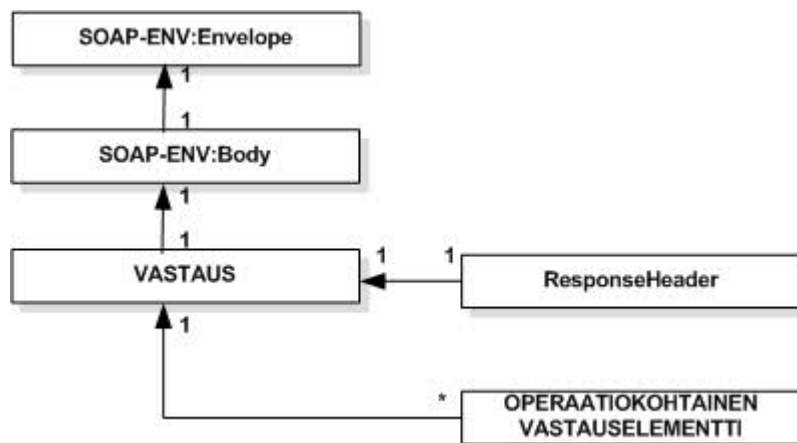 SOAP-ENV:Envelope
1
1
SOAP-ENV:Body
1
1
VASTAUS
1
1
ResponseHeader
1
*
OPERAATIOKOHTAINEN
VASTAUSELEMENTTI